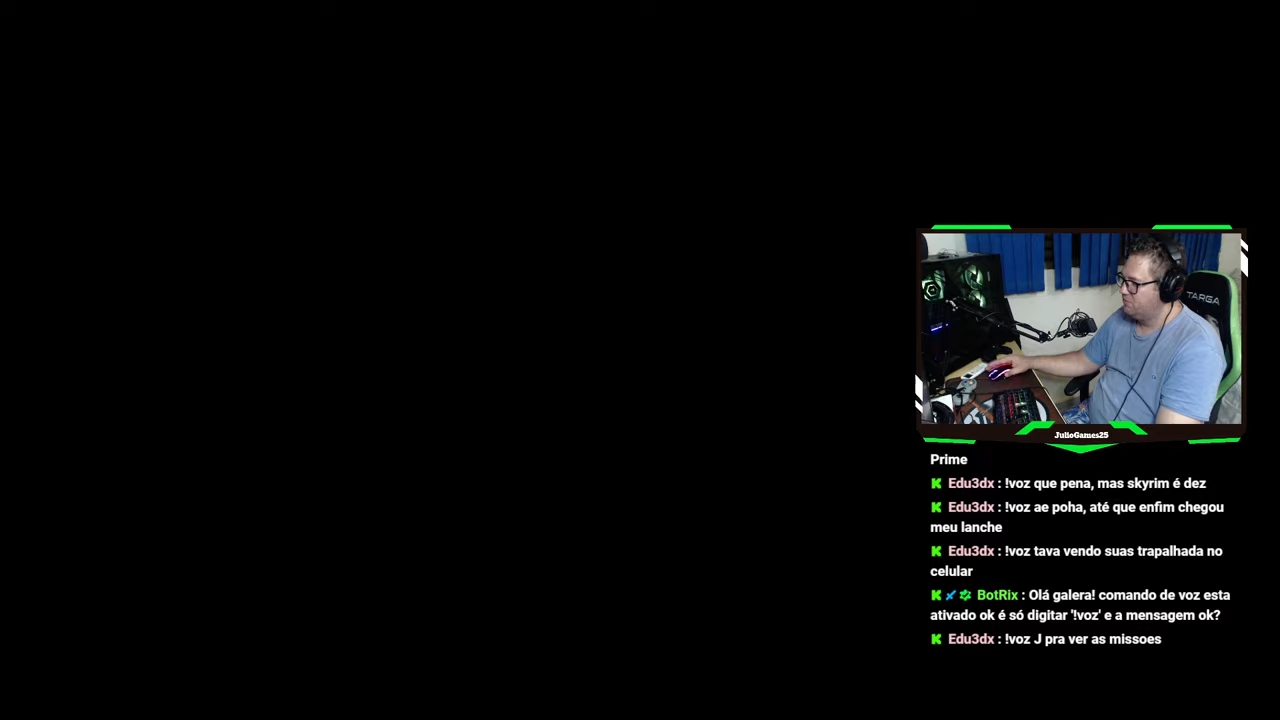 TARGA
JulioGames25
Prime
Edu3dx : !voz que pena, mas skyrim é dez
Edu3dx : !voz ae poha, até que enfim chegou
meu lanche
Edu3dx : !voz tava vendo suas trapalhada no
celular
BotRix : Olá galera! comando de voz esta
ativado ok é só digitar '!voz' e a mensagem ok?
Edu3dx : !voz J pra ver as missoes